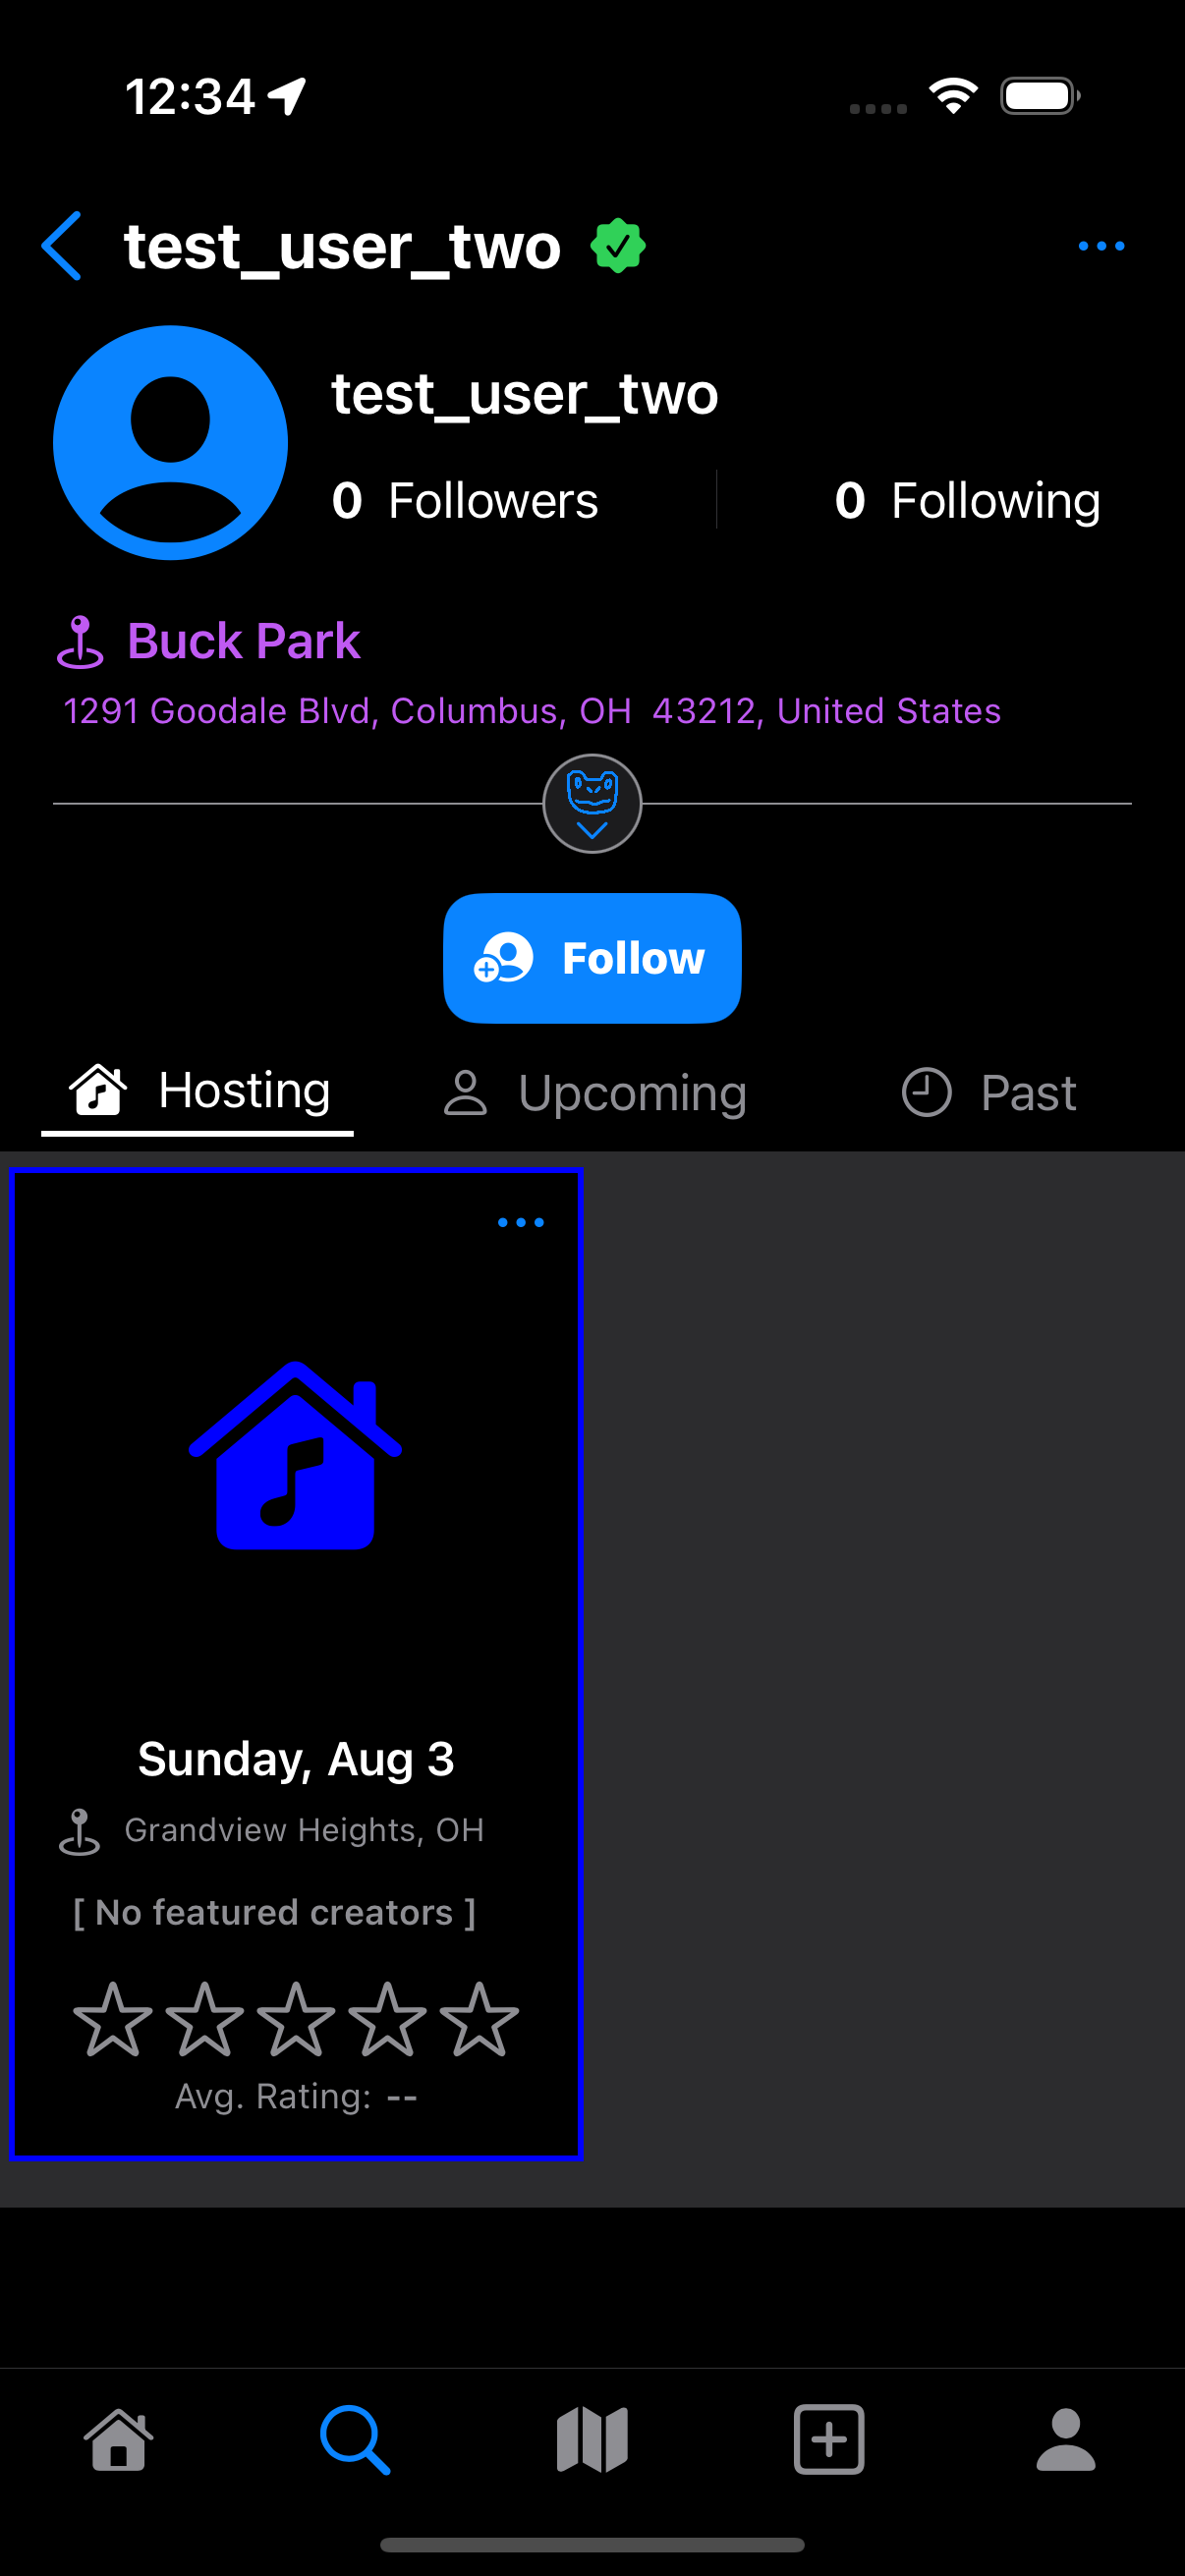 12:34
test_user_two
test_user_two
0 Followers
0 Following
Buck Park
1291 Goodale Blvd, Columbus, OH  43212, United States
Follow
Hosting
Upcoming
Past
Sunday, Aug 3
Grandview Heights, OH
[ No featured creators ]
Avg. Rating: --